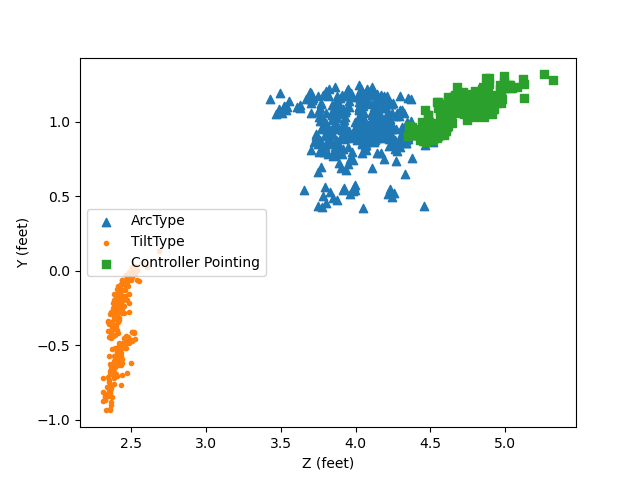 1.0
0.5
0.0
−0.5
−1.0
Y (feet)
ArcType
TiltType
Controller Pointing
2.5 3.0 3.5 4.0 4.5 5.0
Z (feet)